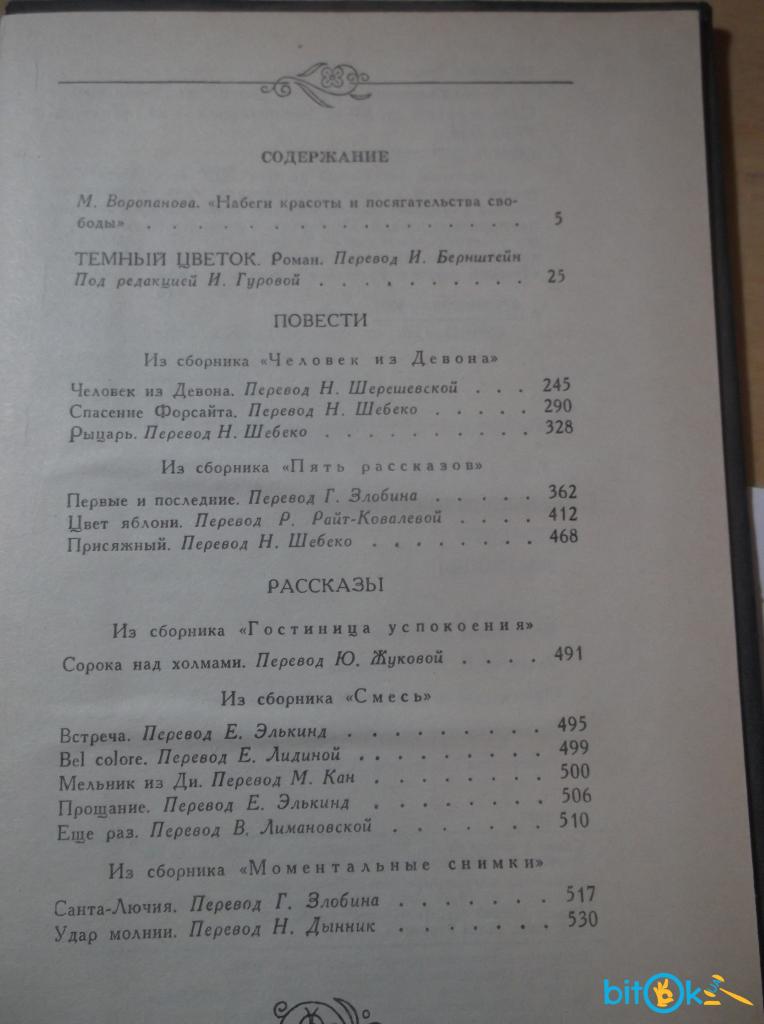 СОДЕРЖАНИЕ
М. Воропанова. «Набеги красоты и посягательства сво-
боды» . . . . . . . . . . . . . . . . 5
ТЕМНЫЙ ЦВЕТОК. Роман. Перевод И. Бернштейн
Под редакцией И. Гуровой . . . . . . . . . . 25
ПОВЕСТИ
Из сборника «Человек из Девона»
Человек из Девона. Перевод Н. Шерешевской . . . 245
Спасение Форсайта. Перевод Н. Шебеко . . . . . 290
Рыцарь. Перевод Н. Шебеко . . . . . . . . . . 328
Из сборника «Пять рассказов»
Первые и последние. Перевод Г. Злобина . . . . . 362
Цвет яблони. Перевод Р. Райт-Ковалевой . . . . 412
Присяжный. Перевод Н. Шебеко . . . . . . . . 468
РАССКАЗЫ
Из сборника «Гостиница успокоения»
Сорока над холмами. Перевод Ю. Жуковой . . . . 491
Из сборника «Смесь»
Встреча. Перевод Е. Элькинд . . . . . . . . . 495
Bel colore. Перевод Е. Лидиной . . . . . . . . . 499
Мельник из Ди. Перевод М. Кан . . . . . . . . 500
Прощание. Перевод Е. Элькинд . . . . . . . . 506
Еще раз. Перевод В. Лимановской . . . . . . . 510
Из сборника «Моментальные снимки»
Санта-Лючия. Перевод Г. Злобина . . . . . . . 517
Удар молнии. Перевод Н. Дынник . . . . . . . 530
bitOk